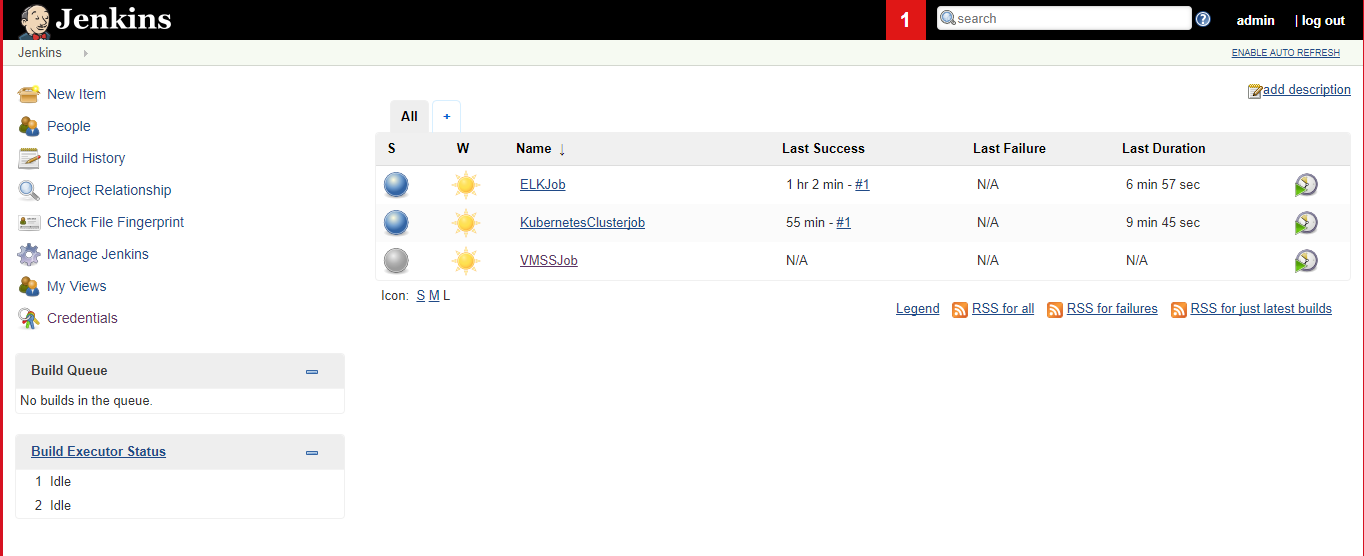 Jenkins
1
search
?
admin
| log out
Jenkins
ENABLE AUTO REFRESH
New Item
People
Build History
Project Relationship
Check File Fingerprint
Manage Jenkins
My Views
Credentials
Build Queue
No builds in the queue.
Build Executor Status
1 Idle
2 Idle
add description
All +
S W Name ↓ Last Success Last Failure Last Duration
ELKJob 1 hr 2 min - #1 N/A 6 min 57 sec
KubernetesClusterjob 55 min - #1 N/A 9 min 45 sec
VMSSJob N/A N/A N/A
Icon: S M L
Legend RSS for all RSS for failures RSS for just latest builds